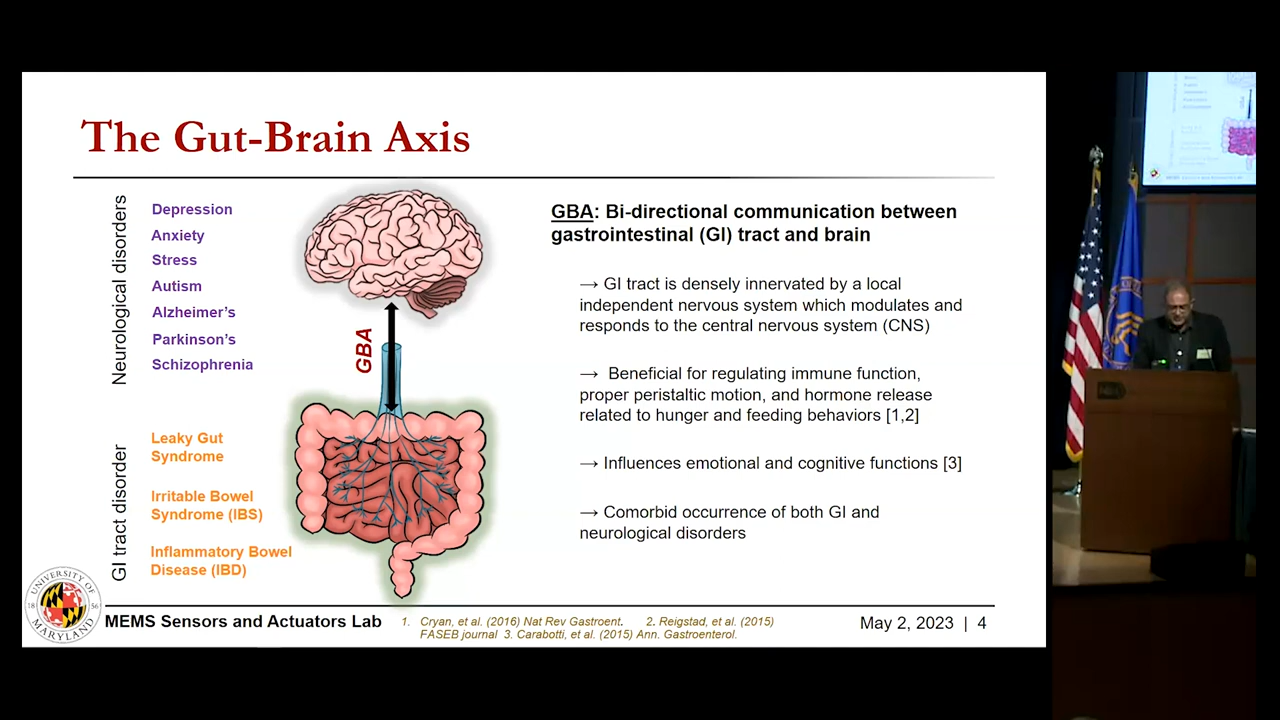 The Gut-Brain Axis
Neurological disorders
Depression
Anxiety
Stress
Autism
Alzheimer's
Parkinson's
Schizophrenia
GBA
GI tract disorder
Leaky Gut
Syndrome
Irritable Bowel
Syndrome (IBS)
Inflammatory Bowel
Disease (IBD)
GBA: Bi-directional communication between
gastrointestinal (GI) tract and brain
→ GI tract is densely innervated by a local
independent nervous system which modulates and
responds to the central nervous system (CNS)
→ Beneficial for regulating immune function,
proper peristaltic motion, and hormone release
related to hunger and feeding behaviors [1,2]
→ Influences emotional and cognitive functions [3]
→ Comorbid occurrence of both GI and
neurological disorders
UNIVERSITY OF
18 56
MARYLAND
MEMS Sensors and Actuators Lab
1. Cryan, et al. (2016) Nat Rev Gastroent. 2. Reigstad, et al. (2015)
FASEB journal 3. Carabotti, et al. (2015) Ann. Gastroenterol.
May 2, 2023 | 4